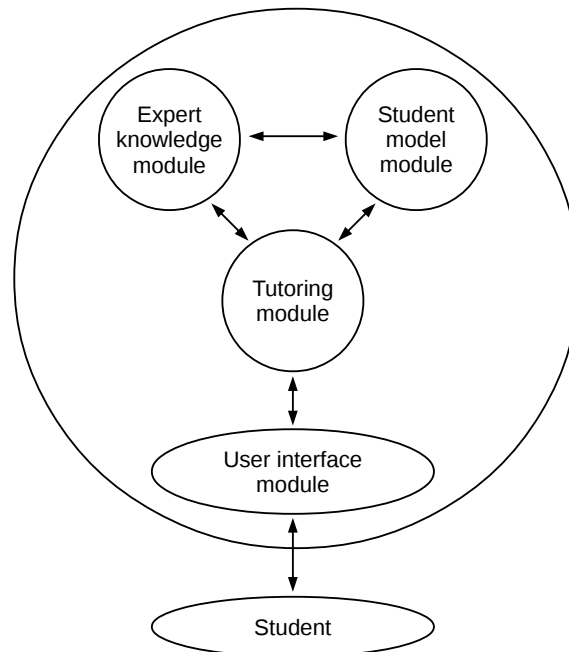 Expert
knowledge
module
Student
model
module
Tutoring
module
User interface
module
Student